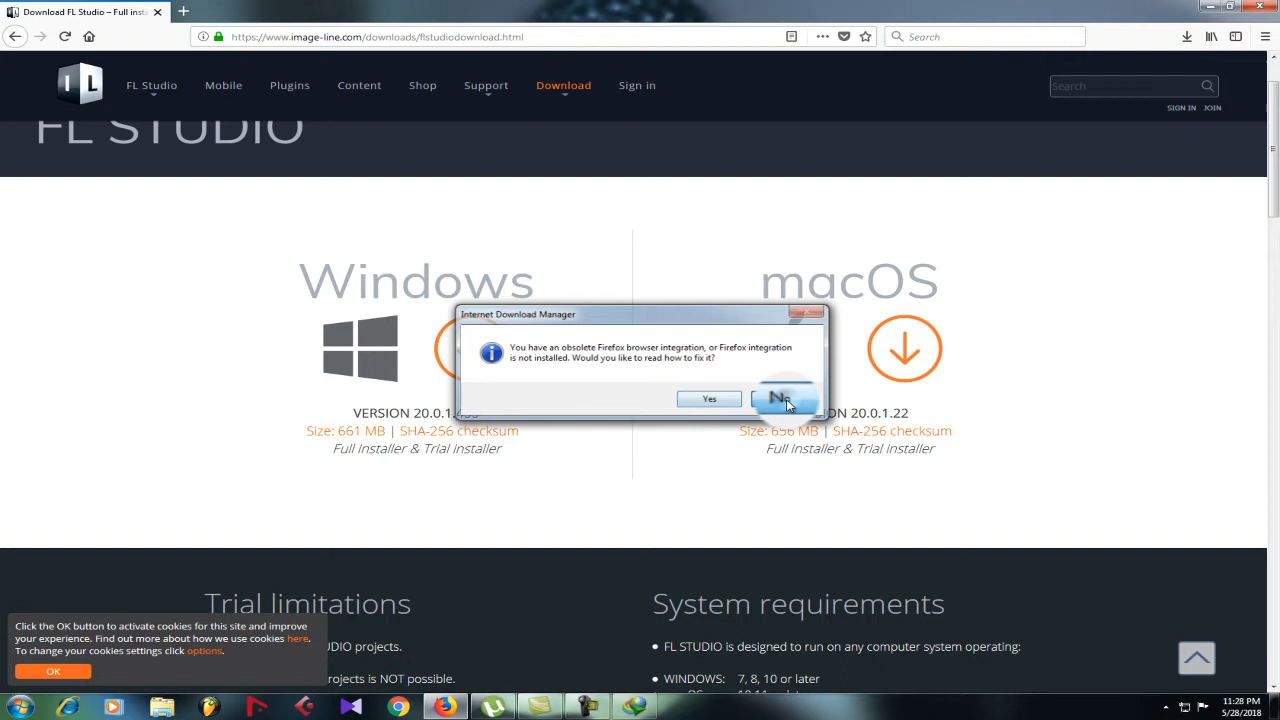 Download FL Studio – Full inst
https://www.image-line.com/downloads/flstudiodownload.html
Search
I L
FL Studio
Mobile
Plugins
Content
Shop
Support
Download
Sign in
Search
SIGN IN JOIN
FL STUDIO
Windows
macOS
Internet Download Manager
You have an obsolete Firefox browser integration, or Firefox integration
is not installed. Would you like to read how to fix it?
Yes
No
VERSION 20.0.1
Size: 661 MB | SHA-256 checksum
Full installer & Trial installer
ION 20.0.1.22
Size: 656 MB | SHA-256 checksum
Full installer & Trial installer
Trial limitations
System requirements
Click the OK button to activate cookies for this site and improve
your experience. Find out more about how we use cookies here.
To change your cookies settings click options.
OK
UDIO projects.
projects is NOT possible.
FL STUDIO is designed to run on any computer system operating:
WINDOWS: 7, 8, 10 or later
11:28 PM
5/28/2018